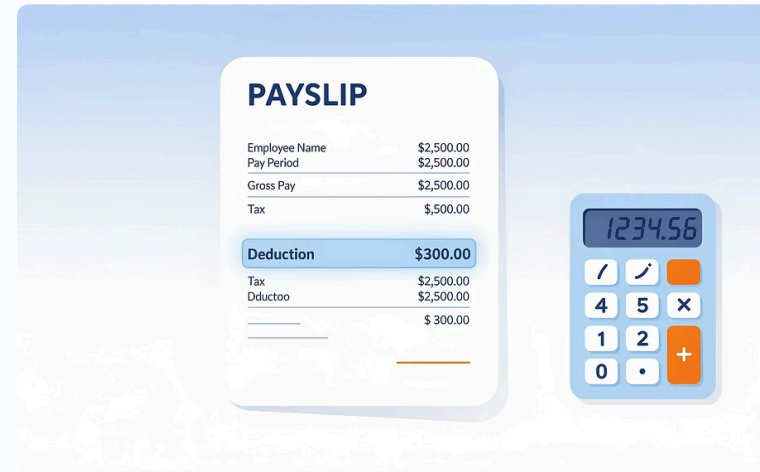 PAYSLIP
Employee Name $2,500.00
Pay Period $2,500.00
Gross Pay $2,500.00
Tax $,500.00
Deduction $300.00
Tax $2,500.00
Dductoo $2,500.00
$ 300.00
1234.56
4 5 ×
1 2 +
0 .